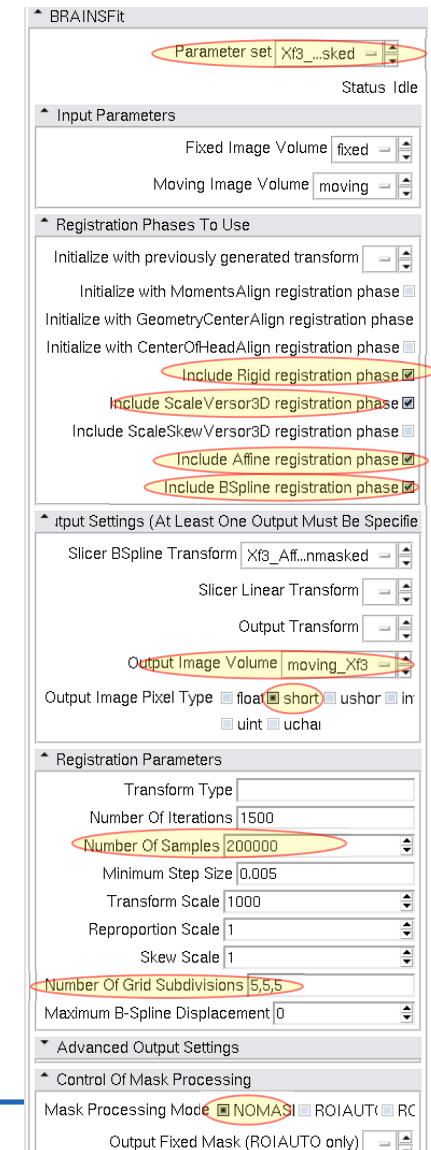 BRAINSFit
Parameter set Xf3_...sked
Status Idle
Input Parameters
Fixed Image Volume fixed
Moving Image Volume moving
Registration Phases To Use
Initialize with previously generated transform
Initialize with MomentsAlign registration phase
Initialize with GeometryCenterAlign registration phase
Initialize with CenterOfHeadAlign registration phase
Include Rigid registration phase
Include ScaleVersor3D registration phase
Include ScaleSkewVersor3D registration phase
Include Affine registration phase
Include BSpline registration phase
utput Settings (At Least One Output Must Be Specifie
Slicer BSpline Transform Xf3_Aff...nmasked
Slicer Linear Transform
Output Transform
Output Image Volume moving_Xf3
Output Image Pixel Type float short ushor in
uint uchar
Registration Parameters
Transform Type
Number Of Iterations 1500
Number Of Samples 200000
Minimum Step Size 0.005
Transform Scale 1000
Reproportion Scale 1
Skew Scale 1
Number Of Grid Subdivisions 5,5,5
Maximum B-Spline Displacement 0
Advanced Output Settings
Control Of Mask Processing
Mask Processing Mode NOMASK ROIAUT RO
Output Fixed Mask (ROIAUTO only)